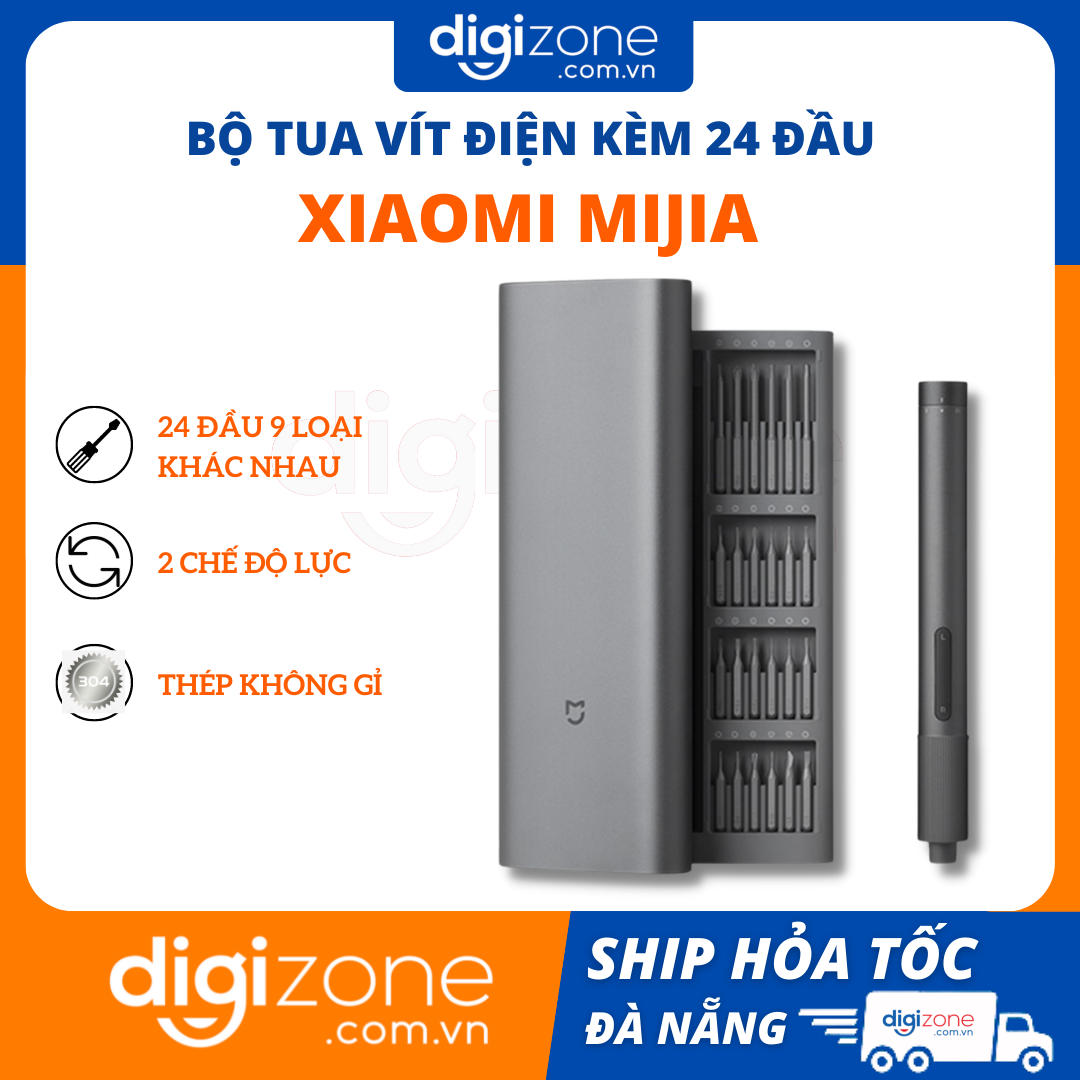 digizone
.com.vn
BỘ TUA VÍT ĐIỆN KÈM 24 ĐẦU
XIAOMI MIJIA
24 ĐẦU 9 LOẠI
KHÁC NHAU
2 CHẾ ĐỘ LỰC
304
THÉP KHÔNG GỈ
L
R
digizone
.com.vn
SHIP HỎA TỐC
ĐÀ NẴNG
digizone
.com.vn